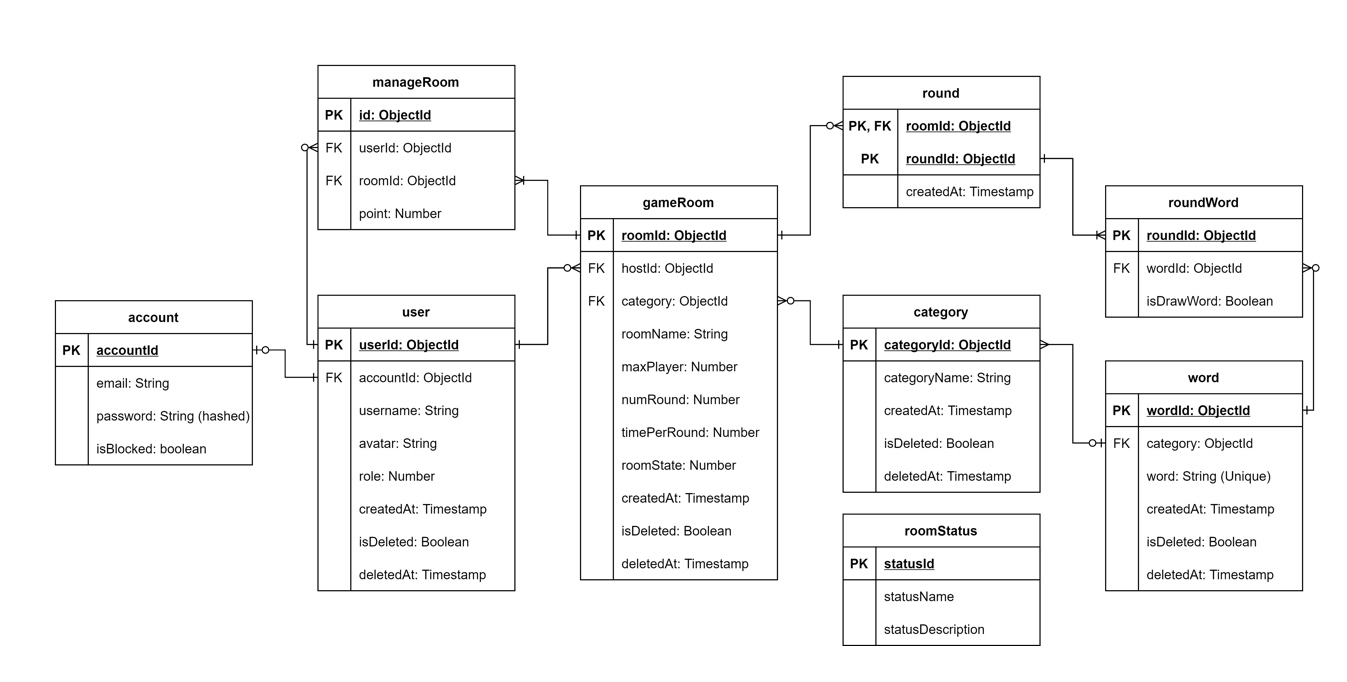 manageRoom
PK id: ObjectId
FK userId: ObjectId
FK roomId: ObjectId
point: Number
round
PK, FK roomId: ObjectId
PK roundId: ObjectId
createdAt: Timestamp
gameRoom
PK roomId: ObjectId
FK hostId: ObjectId
FK category: ObjectId
roomName: String
maxPlayer: Number
numRound: Number
timePerRound: Number
roomState: Number
createdAt: Timestamp
isDeleted: Boolean
deletedAt: Timestamp
roundWord
PK roundId: ObjectId
FK wordId: ObjectId
isDrawWord: Boolean
account
PK accountId
email: String
password: String (hashed)
isBlocked: boolean
user
PK userId: ObjectId
FK accountId: ObjectId
username: String
avatar: String
role: Number
createdAt: Timestamp
isDeleted: Boolean
deletedAt: Timestamp
category
PK categoryId: ObjectId
categoryName: String
createdAt: Timestamp
isDeleted: Boolean
deletedAt: Timestamp
word
PK wordId: ObjectId
FK category: ObjectId
word: String (Unique)
createdAt: Timestamp
isDeleted: Boolean
deletedAt: Timestamp
roomStatus
PK statusId
statusName
statusDescription